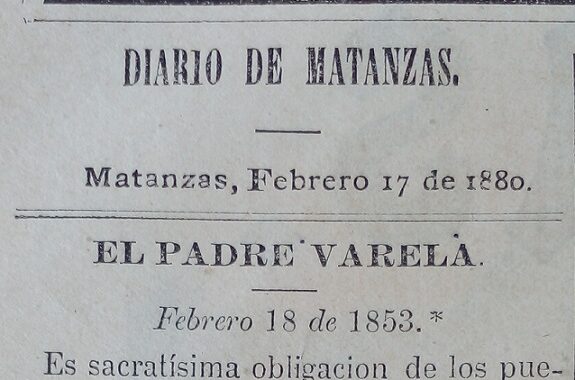 DIARIO DE MATANZAS.
Matanzas, Febrero 17 de 1880.
EL PADRE VARELA.
Febrero 18 de 1853.*
Es sacratísima obligacion de los pue-